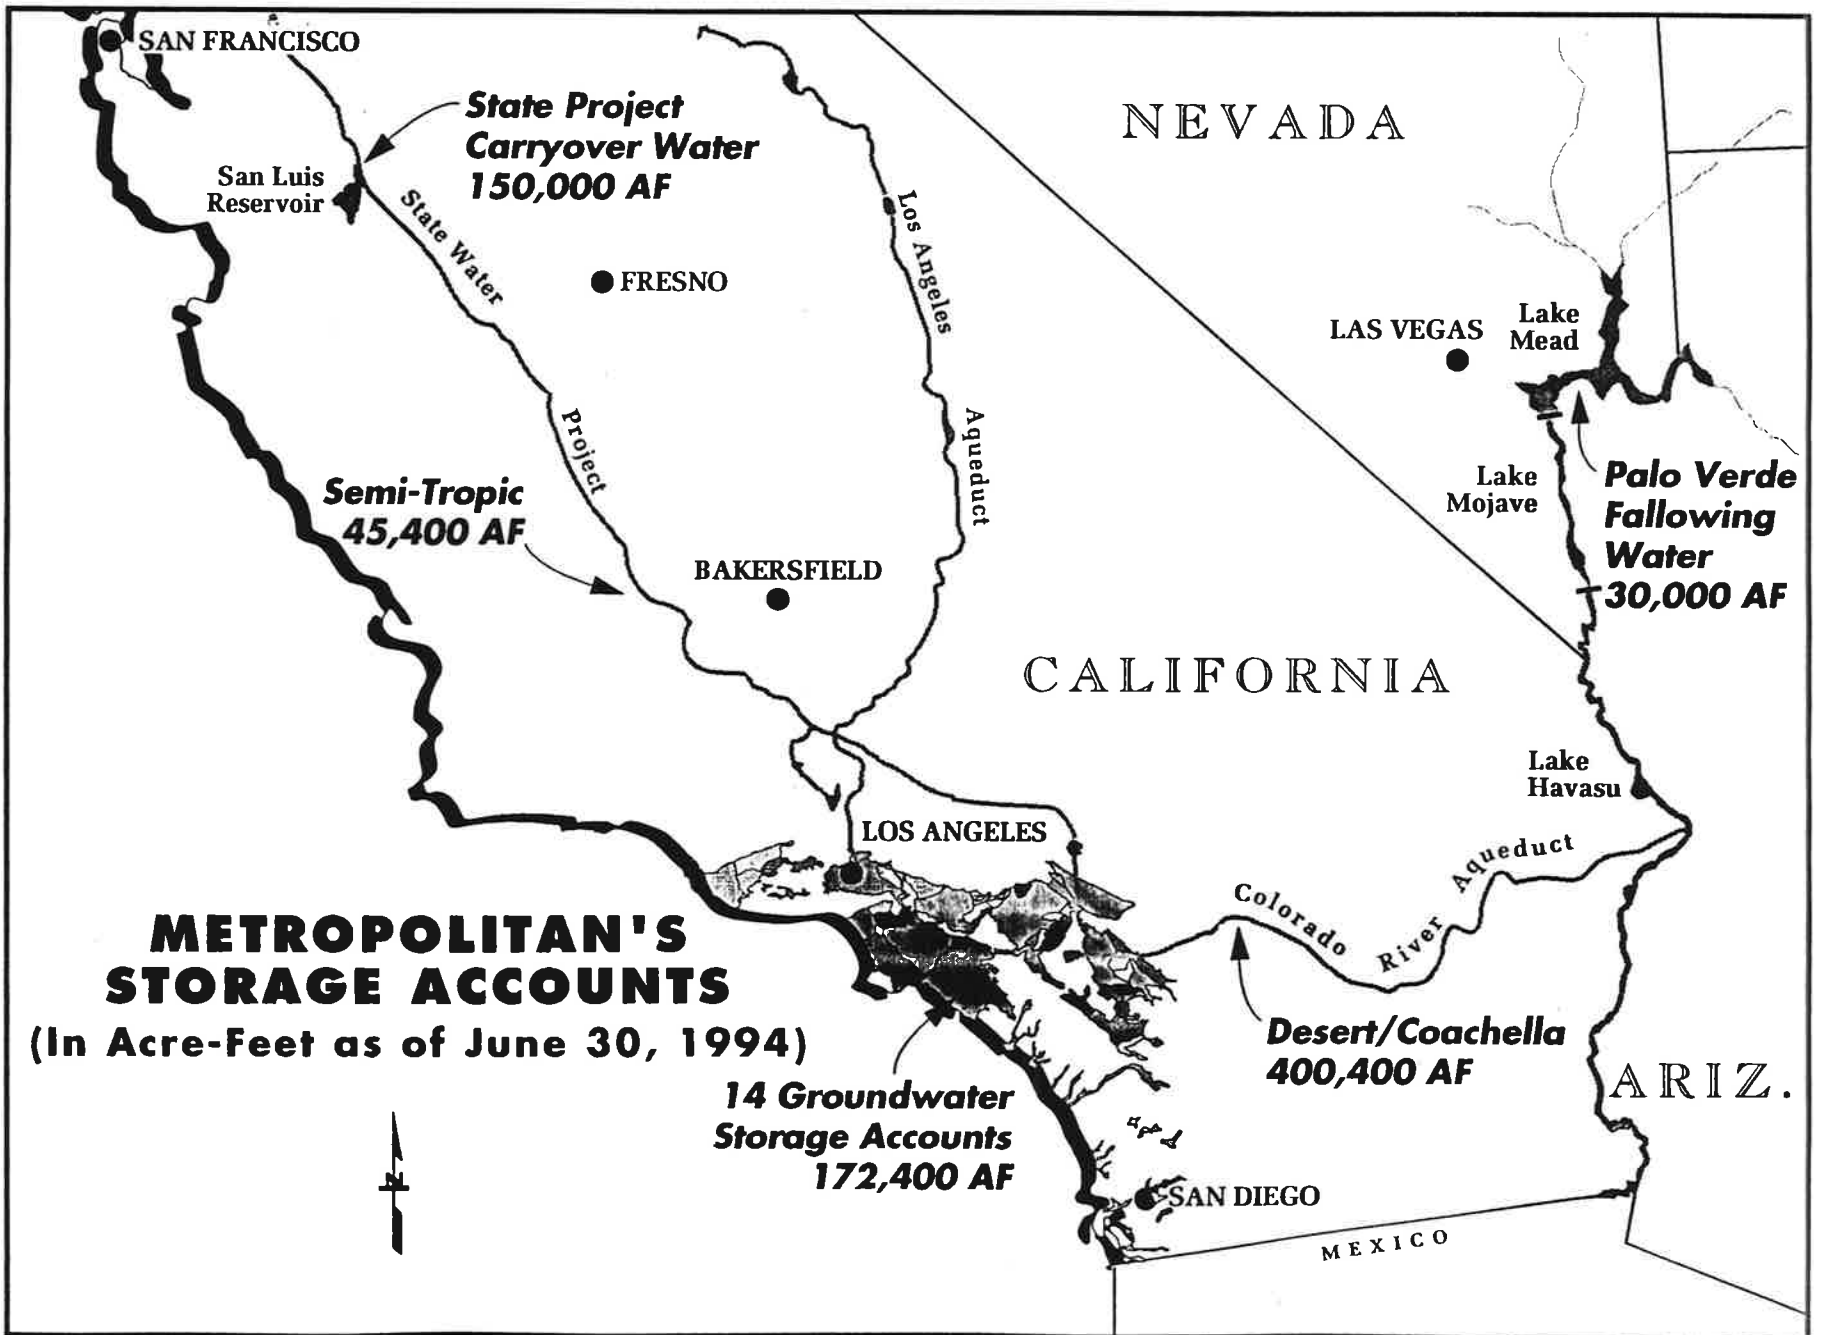 SAN FRANCISCO
State Project
Carryover Water
150,000 AF
San Luis
Reservoir
State Water
Project
FRESNO
Los Angeles
Aqueduct
NEVADA
LAS VEGAS
Lake
Mead
Lake
Mojave
Palo Verde
Fallowing
Water
30,000 AF
Semi-Tropic
45,400 AF
BAKERSFIELD
CALIFORNIA
Lake
Havasu
LOS ANGELES
Colorado River Aqueduct
METROPOLITAN'S
STORAGE ACCOUNTS
(In Acre-Feet as of June 30, 1994)
Desert/Coachella
400,400 AF
14 Groundwater
Storage Accounts
172,400 AF
ARIZ.
N
SAN DIEGO
MEXICO